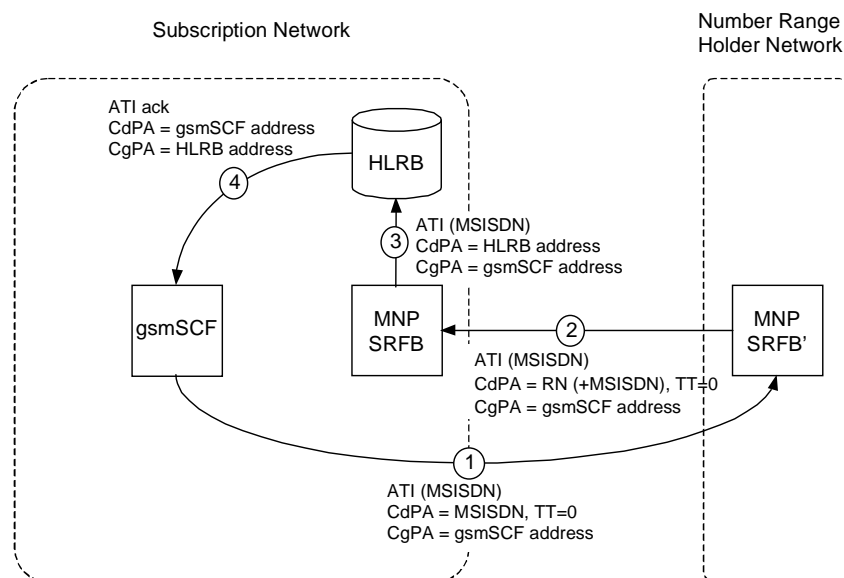 Subscription Network
Number Range
Holder Network
ATI ack
CdPA = gsmSCF address
CgPA = HLRB address
4
HLRB
3
ATI (MSISDN)
CdPA = HLRB address
CgPA = gsmSCF address
gsmSCF
MNP
SRFB
2
MNP
SRFB’
ATI (MSISDN)
CdPA = RN (+MSISDN), TT=0
CgPA = gsmSCF address
1
ATI (MSISDN)
CdPA = MSISDN, TT=0
CgPA = gsmSCF address